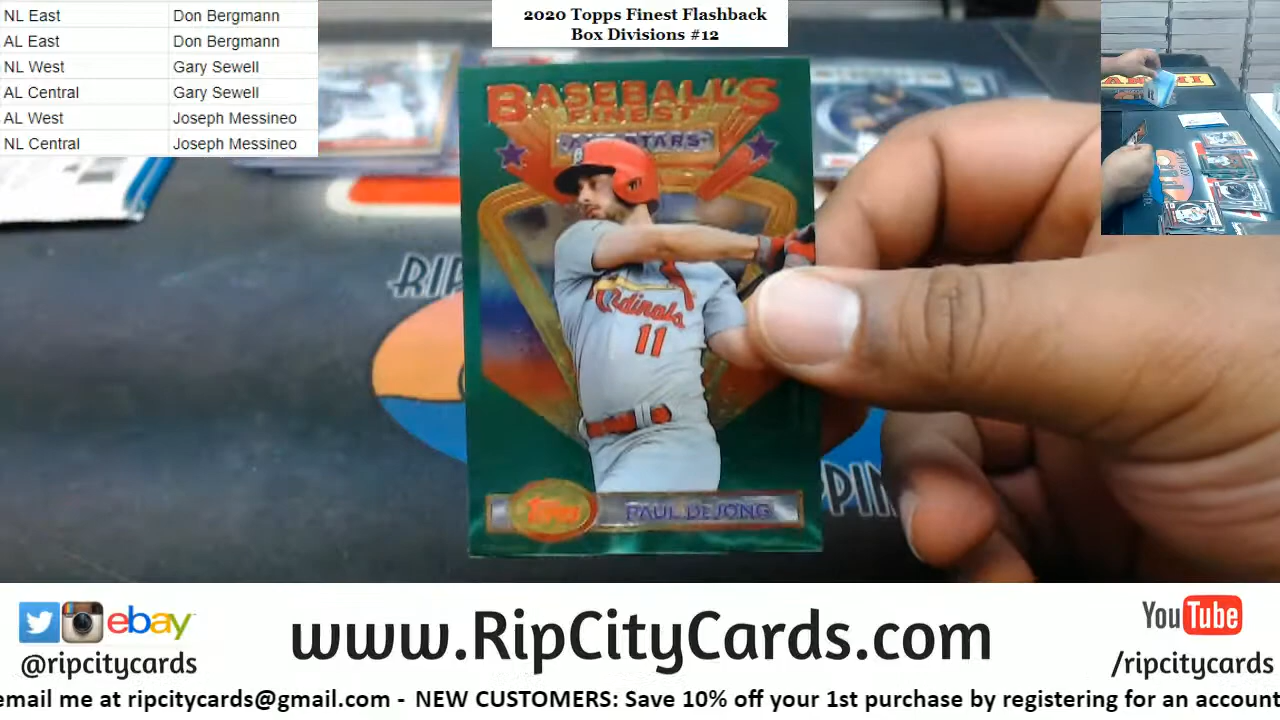 NL East Don Bergmann
AL East Don Bergmann
NL West Gary Sewell
AL Central Gary Sewell
AL West Joseph Messineo
NL Central Joseph Messineo
2020 Topps Finest Flashback
Box Divisions #12
BASEBALL'S
FINEST
ALL STARS
Cardinals
11
Topps
PAUL DEJONG
RIP
PPIN
ebay
@ripcitycards
www.RipCityCards.com
YouTube
/ripcitycards
email me at ripcitycards@gmail.com - NEW CUSTOMERS: Save 10% off your 1st purchase by registering for an account